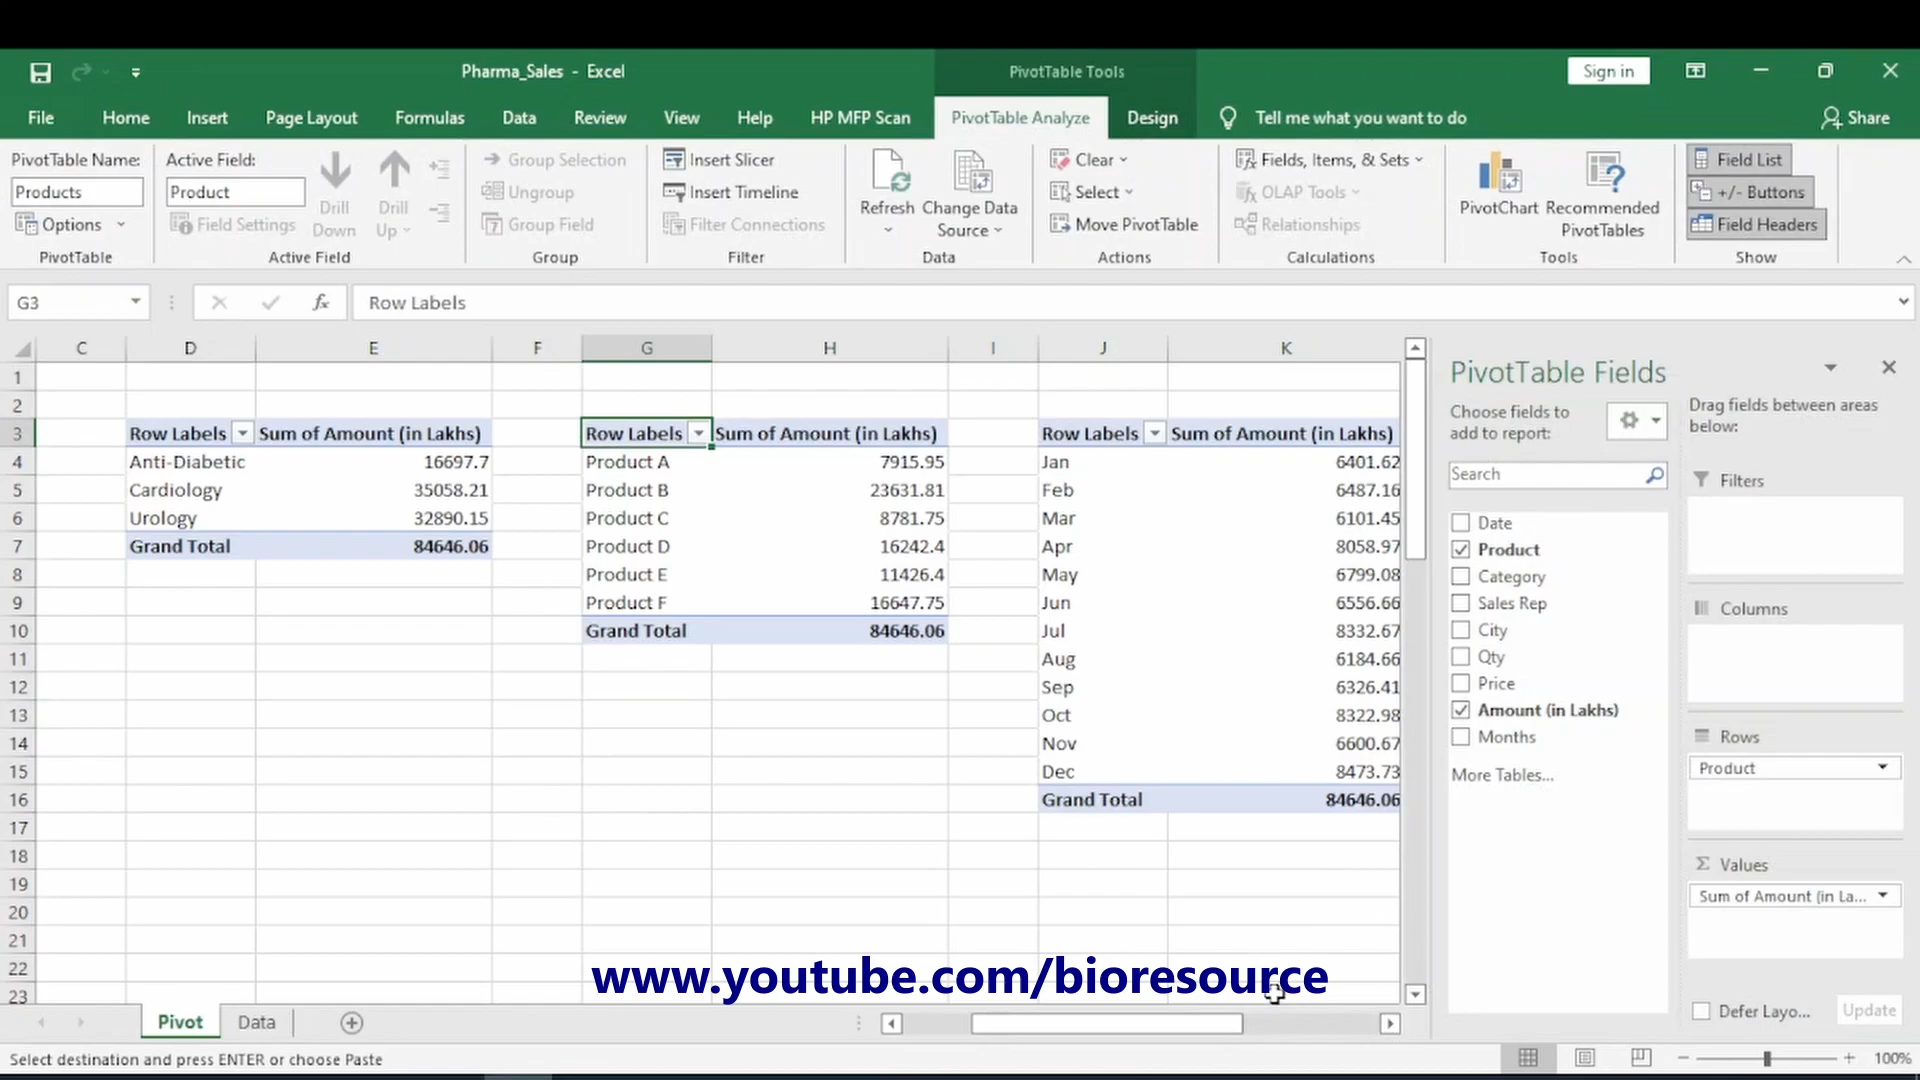 Pharma_Sales - Excel
PivotTable Tools
Sign in
File
Home
Insert
Page Layout
Formulas
Data
Review
View
Help
HP MFP Scan
PivotTable Analyze
Design
Tell me what you want to do
Share
PivotTable Name:
Products
Options
PivotTable
Active Field:
Product
Field Settings
Drill Down
Drill Up
Active Field
Group Selection
Ungroup
Group Field
Group
Insert Slicer
Insert Timeline
Filter Connections
Filter
Refresh
Change Data Source
Data
Clear
Select
Move PivotTable
Actions
Fields, Items, & Sets
OLAP Tools
Relationships
Calculations
PivotChart
Recommended PivotTables
Tools
Field List
+/- Buttons
Field Headers
Show
G3
fx
Row Labels
C D E F G H I J K
1
2
3 Row Labels Sum of Amount (in Lakhs) Row Labels Sum of Amount (in Lakhs) Row Labels Sum of Amount (in Lakhs)
4 Anti-Diabetic 16697.7 Product A 7915.95 Jan 6401.62
5 Cardiology 35058.21 Product B 23631.81 Feb 6487.16
6 Urology 32890.15 Product C 8781.75 Mar 6101.45
7 Grand Total 84646.06 Product D 16242.4 Apr 8058.97
8 Product E 11426.4 May 6799.08
9 Product F 16647.75 Jun 6556.66
10 Grand Total 84646.06 Jul 8332.67
11 Aug 6184.66
12 Sep 6326.41
13 Oct 8322.98
14 Nov 6600.67
15 Dec 8473.73
16 Grand Total 84646.06
17
18
19
20
21
22
23
www.youtube.com/bioresource
PivotTable Fields
Choose fields to
add to report:
Search
Date
Product
Category
Sales Rep
City
Qty
Price
Amount (in Lakhs)
Months
More Tables...
Drag fields between areas
below:
Filters
Columns
Rows
Product
Σ Values
Sum of Amount (in La...
Defer Layo...
Update
Pivot
Data
Select destination and press ENTER or choose Paste
100%